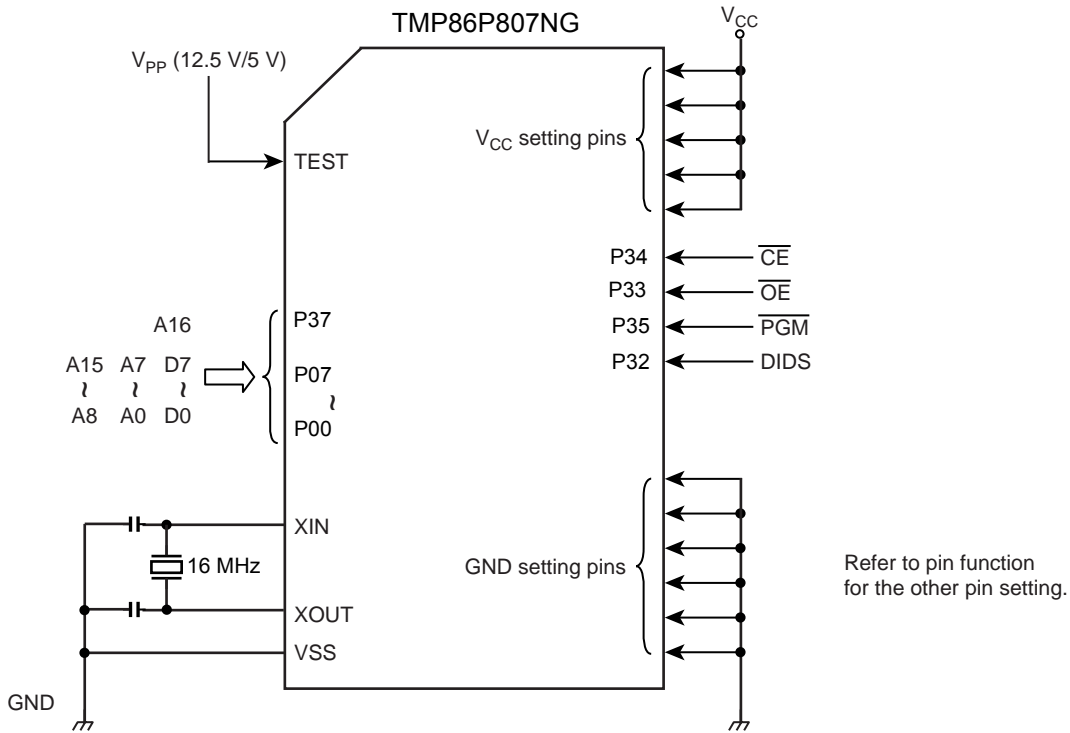 TMP86P807NG
VCC
VPP (12.5 V/5 V)
VCC setting pins
TEST
P34
CE
P33
OE
P35
PGM
P32
DIDS
A16
P37
A15 A7 D7
P07
~ ~ ~
~
A8 A0 D0
P00
XIN
16 MHz
XOUT
VSS
GND
GND setting pins
Refer to pin function
for the other pin setting.